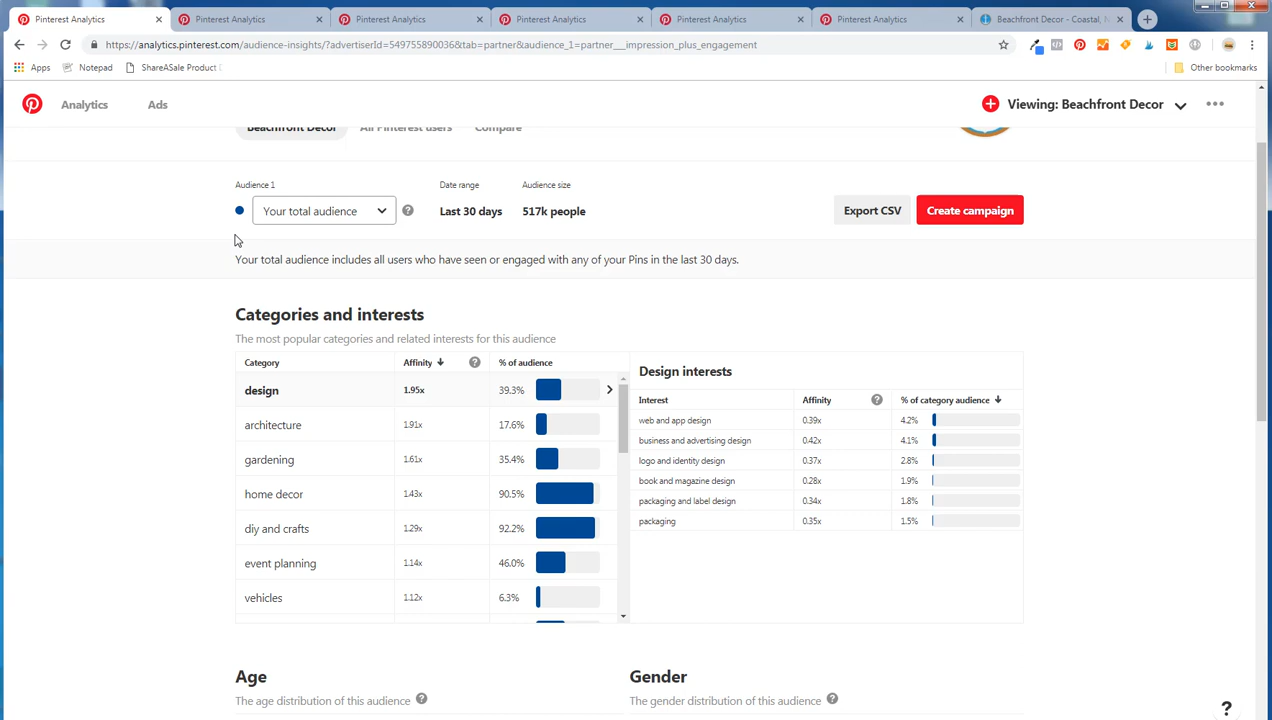 Pinterest Analytics
Pinterest Analytics
Pinterest Analytics
Pinterest Analytics
Pinterest Analytics
Pinterest Analytics
Beachfront Decor - Coastal, N
https://analytics.pinterest.com/audience-insights/?advertiserId=549755890036&tab=partner&audience_1=partner__impression_plus_engagement
Apps
Notepad
ShareASale Product
Other bookmarks
Analytics
Ads
Viewing: Beachfront Decor
Beachfront Decor
All Pinterest users
Compare
Audience 1
Date range
Audience size
Your total audience
Last 30 days
517k people
Export CSV
Create campaign
Your total audience includes all users who have seen or engaged with any of your Pins in the last 30 days.
Categories and interests
The most popular categories and related interests for this audience
Category Affinity ? % of audience
design 1.95x 39.3%
architecture 1.91x 17.6%
gardening 1.61x 35.4%
home decor 1.43x 90.5%
diy and crafts 1.29x 92.2%
event planning 1.14x 46.0%
vehicles 1.12x 6.3%
Design interests
Interest Affinity ? % of category audience
web and app design 0.39x 4.2%
business and advertising design 0.42x 4.1%
logo and identity design 0.37x 2.8%
book and magazine design 0.28x 1.9%
packaging and label design 0.34x 1.8%
packaging 0.35x 1.5%
Age
The age distribution of this audience ?
Gender
The gender distribution of this audience ?
?